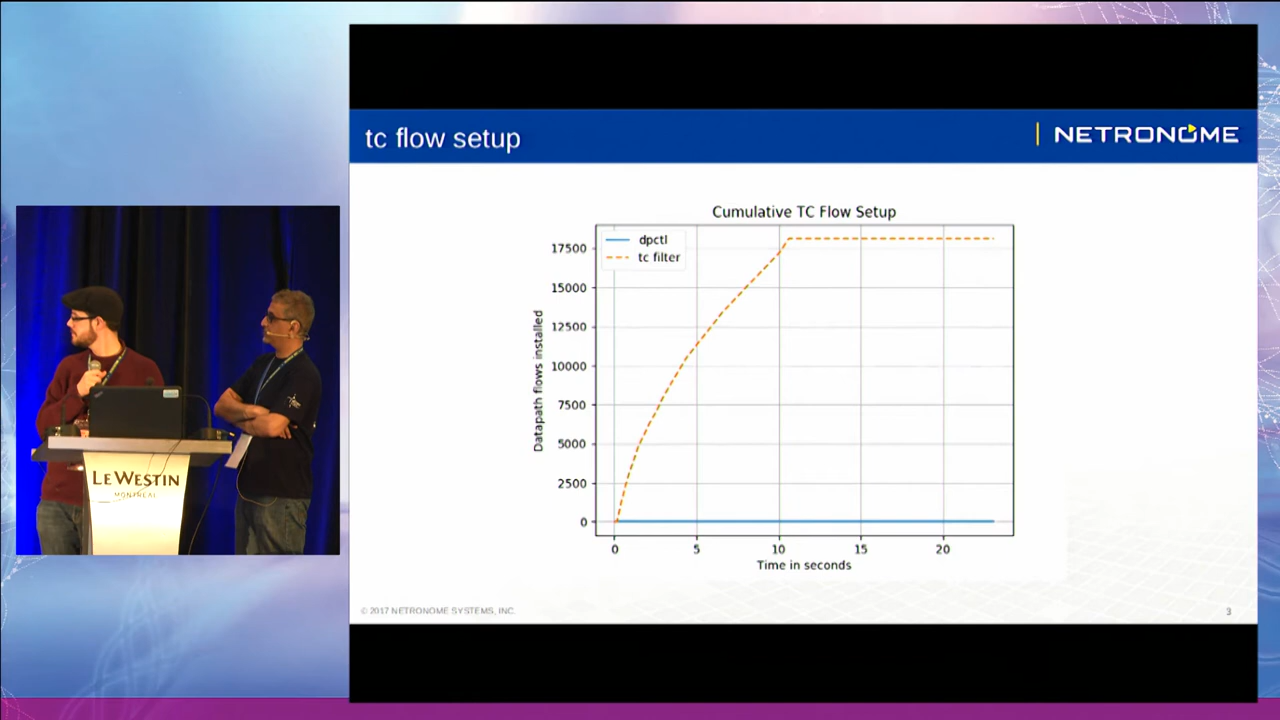 tc flow setup
NETRONOME
Cumulative TC Flow Setup
dpctl
tc filter
17500
15000
12500
10000
7500
5000
2500
0
Datapath flows installed
0 5 10 15 20
Time in seconds
© 2017 NETRONOME SYSTEMS, INC.
3
LE WESTIN
MONTRÉAL